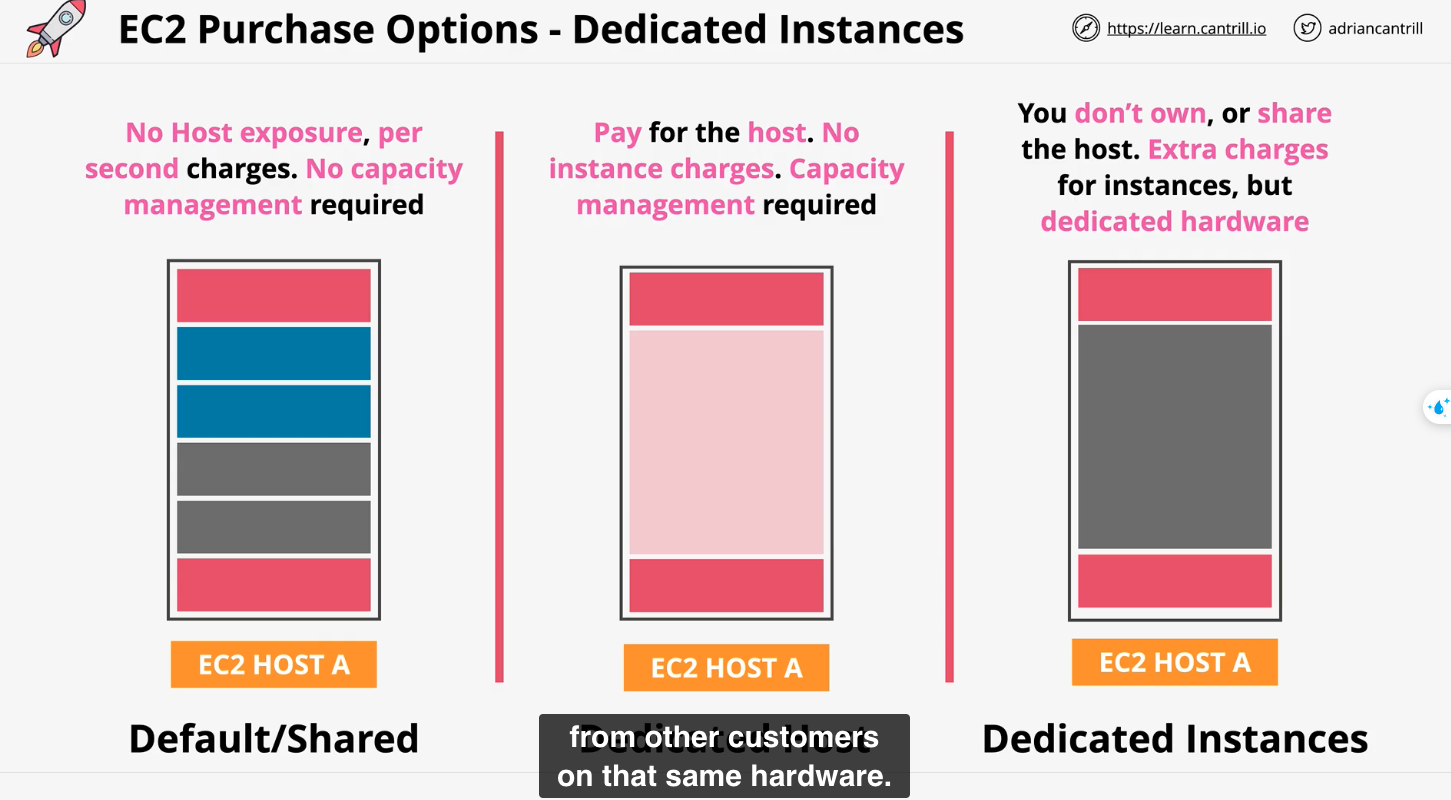 EC2 Purchase Options - Dedicated Instances
https://learn.cantrill.io
adriancantrill
No Host exposure, per
second charges. No capacity
management required
Pay for the host. No
instance charges. Capacity
management required
You don’t own, or share
the host. Extra charges
for instances, but
dedicated hardware
EC2 HOST A
EC2 HOST A
EC2 HOST A
Default/Shared
Dedicated Host
Dedicated Instances
from other customers
on that same hardware.